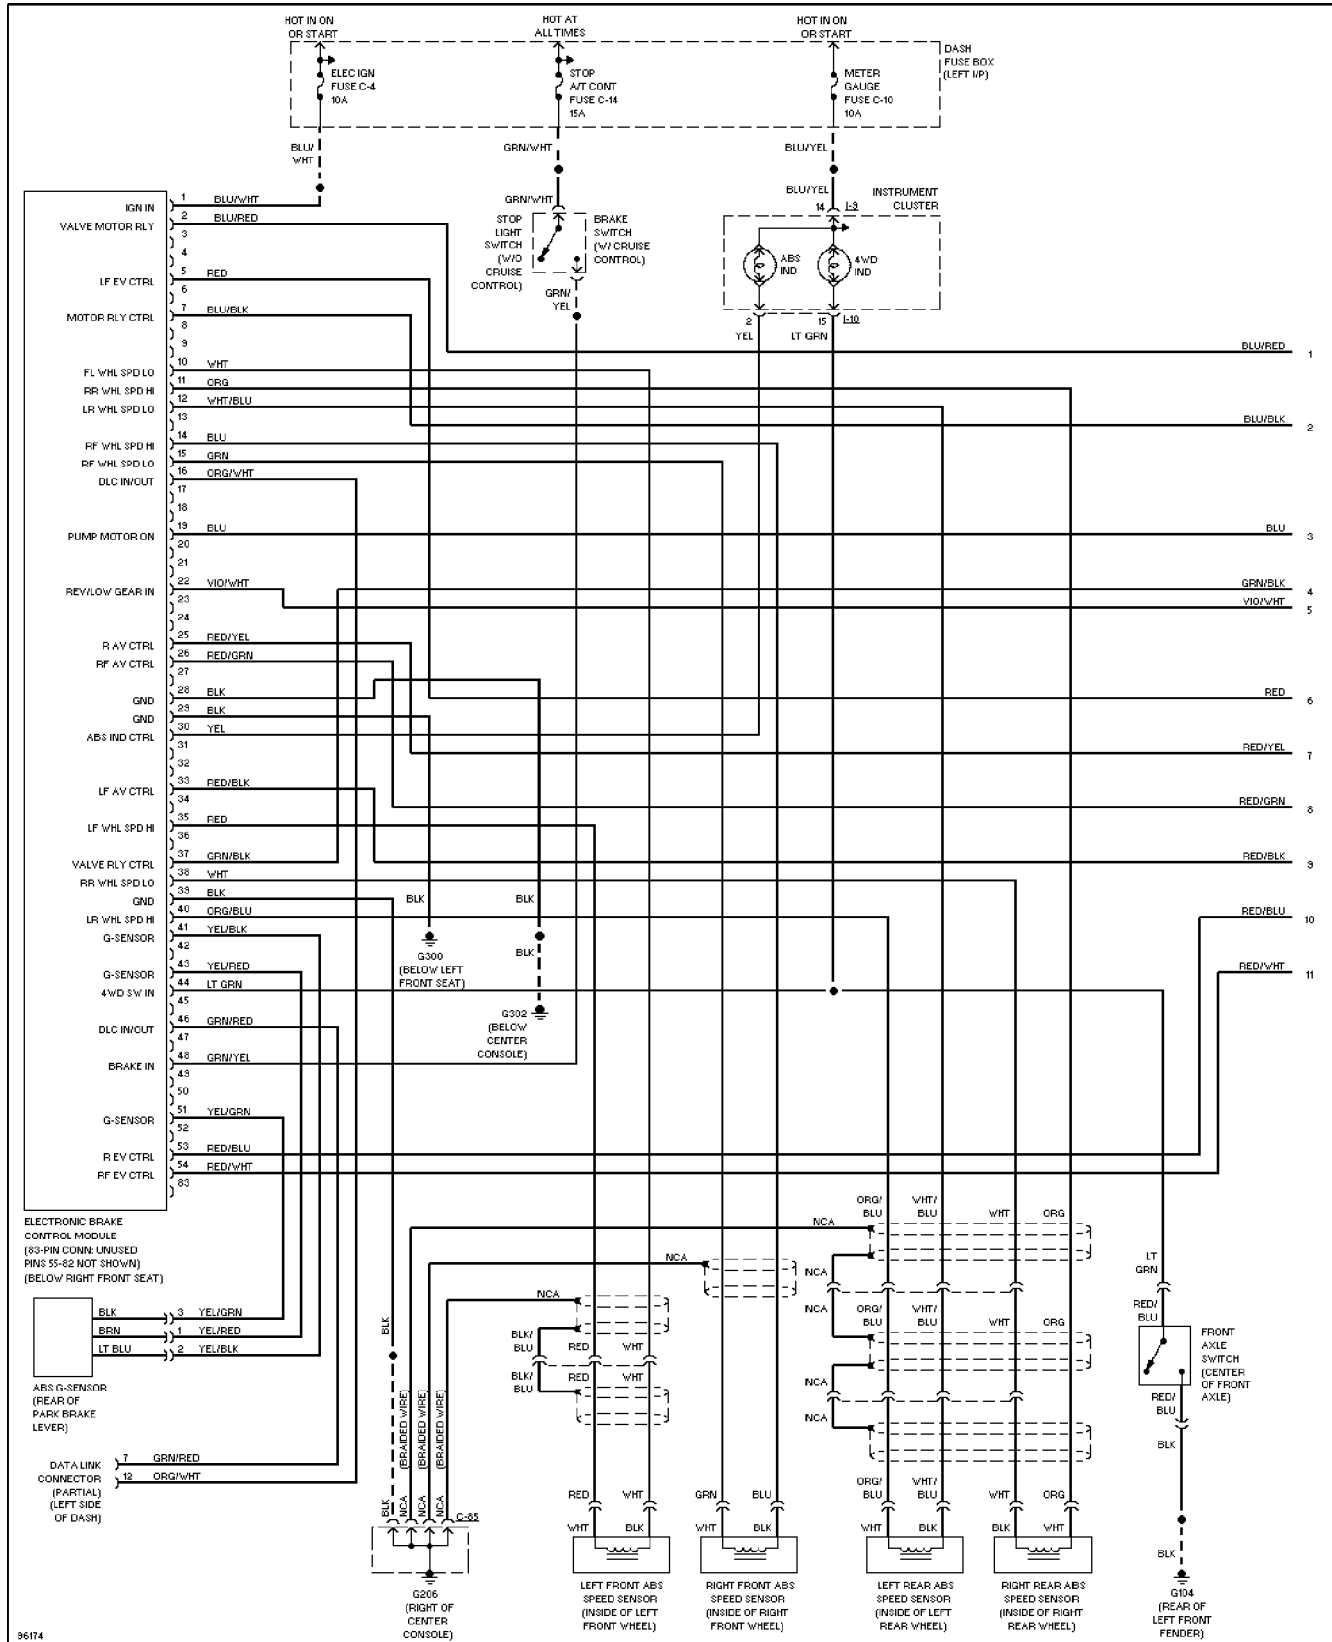 HOT IN ON
OR START
HOT AT
ALL TIMES
HOT IN ON
OR START
DASH
FUSE BOX
(LEFT I/P)
ELEC IGN
FUSE C-4
10A
STOP
A/T CONT
FUSE C-14
15A
METER
GAUGE
FUSE C-10
10A
BLU/
WHT
GRN/WHT
BLU/YEL
GRN/WHT
BLU/YEL
14
I-9
INSTRUMENT
CLUSTER
STOP
LIGHT
SWITCH
(W/O
CRUISE
CONTROL)
BRAKE
SWITCH
(W/ CRUISE
CONTROL)
ABS
IND
4WD
IND
GRN/
YEL
2
15
I-10
YEL
LT GRN
IGN IN 1 BLU/WHT
VALVE MOTOR RLY 2 BLU/RED
3
4
LF EV CTRL 5 RED
6
MOTOR RLY CTRL 7 BLU/BLK
8
9
FL WHL SPD LO 10 WHT
RR WHL SPD HI 11 ORG
LR WHL SPD LO 12 WHT/BLU
13
RF WHL SPD HI 14 BLU
RF WHL SPD LO 15 GRN
DLC IN/OUT 16 ORG/WHT
17
18
PUMP MOTOR ON 19 BLU
20
21
REV/LOW GEAR IN 22 VIO/WHT
23
24
R AV CTRL 25 RED/YEL
RF AV CTRL 26 RED/GRN
27
GND 28 BLK
GND 29 BLK
ABS IND CTRL 30 YEL
31
32
LF AV CTRL 33 RED/BLK
34
LF WHL SPD HI 35 RED
36
VALVE RLY CTRL 37 GRN/BLK
RR WHL SPD LO 38 WHT
GND 39 BLK
LR WHL SPD HI 40 ORG/BLU
G-SENSOR 41 YEL/BLK
42
G-SENSOR 43 YEL/RED
4WD SW IN 44 LT GRN
45
DLC IN/OUT 46 GRN/RED
47
BRAKE IN 48 GRN/YEL
49
50
G-SENSOR 51 YEL/GRN
52
R EV CTRL 53 RED/BLU
RF EV CTRL 54 RED/WHT
83
BLU/RED 1
BLU/BLK 2
BLU 3
GRN/BLK 4
VIO/WHT 5
RED 6
RED/YEL 7
RED/GRN 8
RED/BLK 9
RED/BLU 10
RED/WHT 11
BLK
BLK
G300
(BELOW LEFT
FRONT SEAT)
BLK
G302
(BELOW
CENTER
CONSOLE)
ELECTRONIC BRAKE
CONTROL MODULE
(83-PIN CONN: UNUSED
PINS 55-82 NOT SHOWN)
(BELOW RIGHT FRONT SEAT)
BLK 3 YEL/GRN
BRN 1 YEL/RED
LT BLU 2 YEL/BLK
ABS G-SENSOR
(REAR OF
PARK BRAKE
LEVER)
DATA LINK
CONNECTOR
(PARTIAL)
(LEFT SIDE
OF DASH)
7 GRN/RED
12 ORG/WHT
ORG/
BLU
WHT/
BLU
WHT
ORG
NCA
NCA
NCA
NCA
NCA
ORG/
BLU
WHT/
BLU
WHT
ORG
NCA
NCA
BLK/
BLU
RED
WHT
BLK/
BLU
RED
WHT
BLK
(BRAIDED WIRE)
(BRAIDED WIRE)
(BRAIDED WIRE)
BLK
NCA
NCA
NCA
C-85
LT
GRN
RED/
BLU
FRONT
AXLE
SWITCH
(CENTER
OF FRONT
AXLE)
RED/
BLU
BLK
BLK
RED
WHT
GRN
BLU
ORG/
BLU
WHT/
BLU
WHT
ORG
WHT
BLK
WHT
BLK
WHT
BLK
BLK
WHT
G206
(RIGHT OF
CENTER
CONSOLE)
LEFT FRONT ABS
SPEED SENSOR
(INSIDE OF LEFT
FRONT WHEEL)
RIGHT FRONT ABS
SPEED SENSOR
(INSIDE OF RIGHT
FRONT WHEEL)
LEFT REAR ABS
SPEED SENSOR
(INSIDE OF LEFT
REAR WHEEL)
RIGHT REAR ABS
SPEED SENSOR
(INSIDE OF RIGHT
REAR WHEEL)
G104
(REAR OF
LEFT FRONT
FENDER)
96174